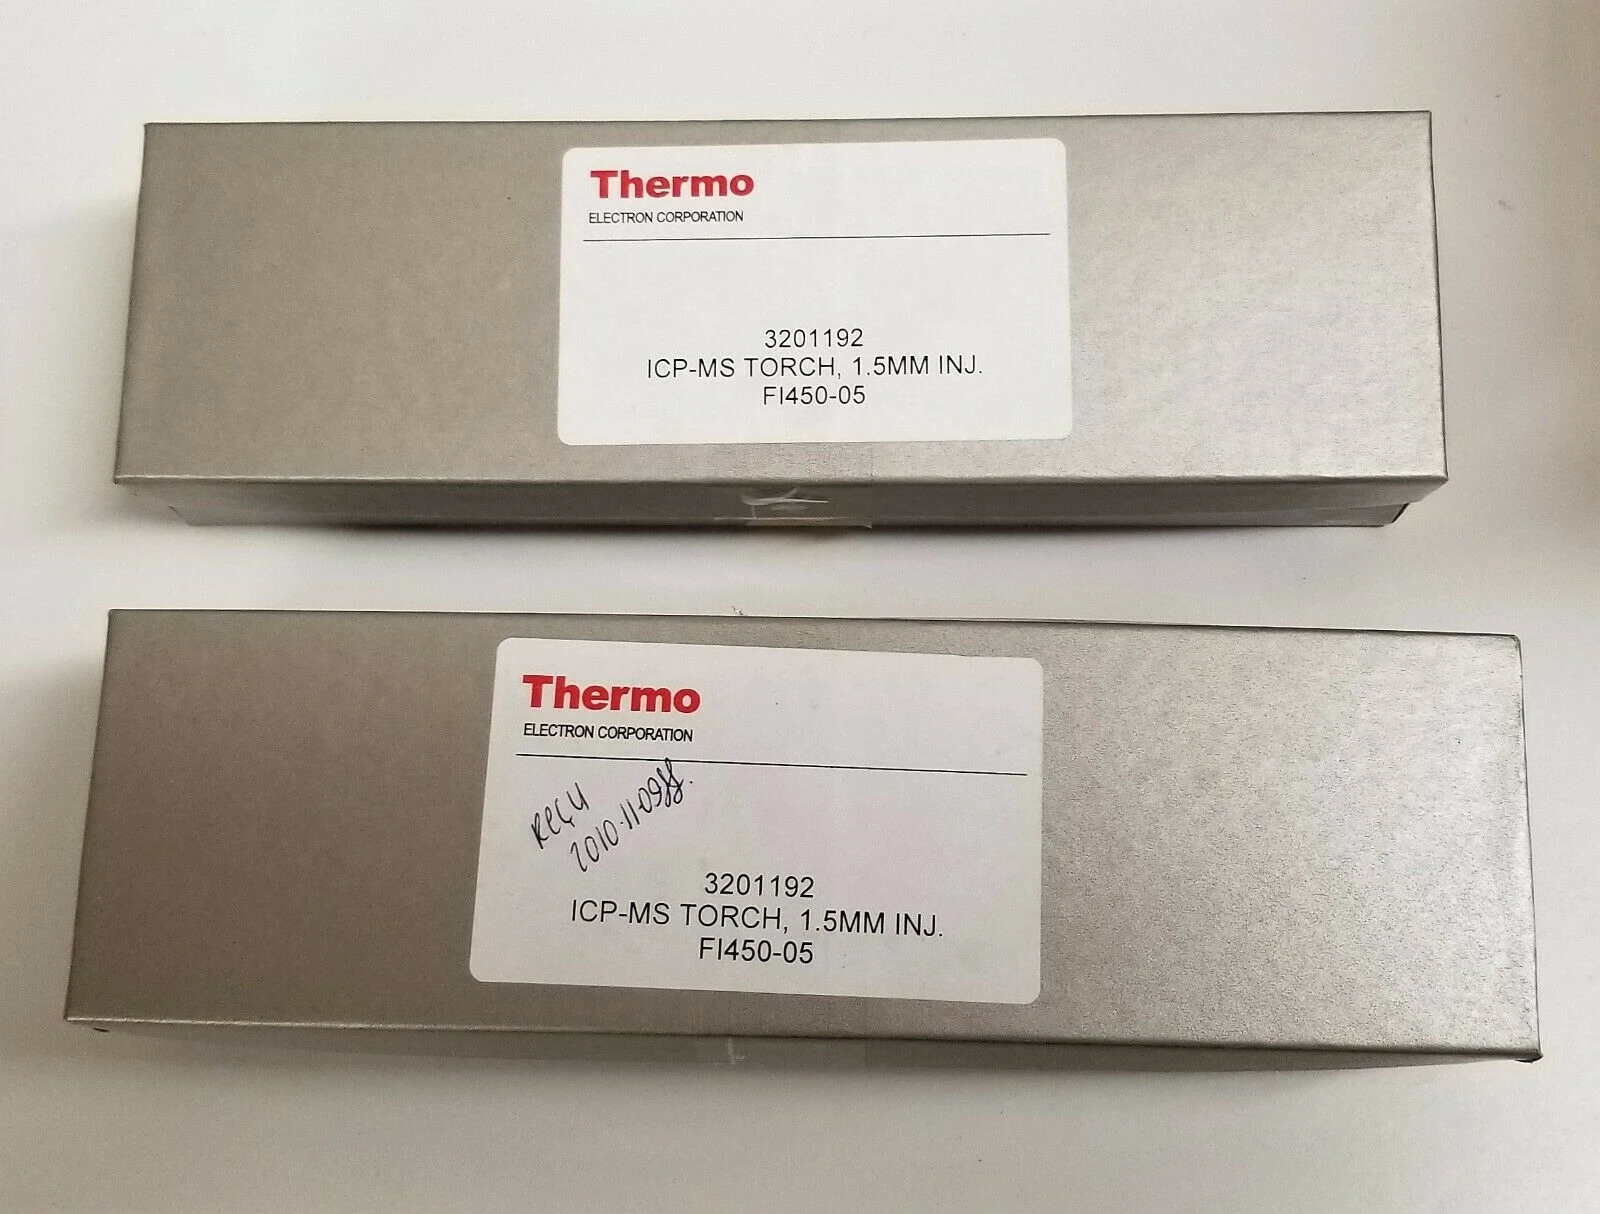 Thermo
ELECTRON CORPORATION
3201192
ICP-MS TORCH, 1.5MM INJ.
FI450-05
Thermo
ELECTRON CORPORATION
Reçu
2010-11-09
3201192
ICP-MS TORCH, 1.5MM INJ.
FI450-05